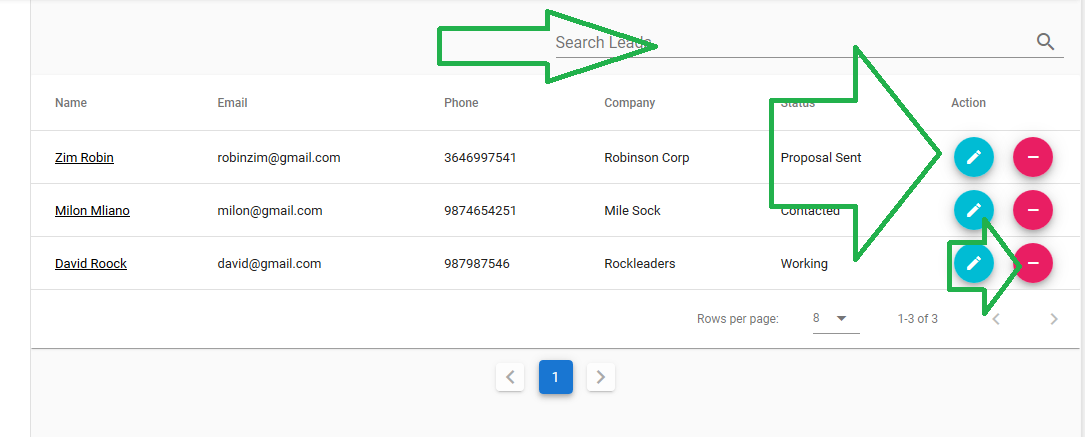 Search Leads
Name Email Phone Company Status Action
Zim Robin robinzim@gmail.com 3646997541 Robinson Corp Proposal Sent
Milon Mliano milon@gmail.com 9874654251 Mile Sock Contacted
David Roock david@gmail.com 987987546 Rockleaders Working
Rows per page: 8 1-3 of 3
1